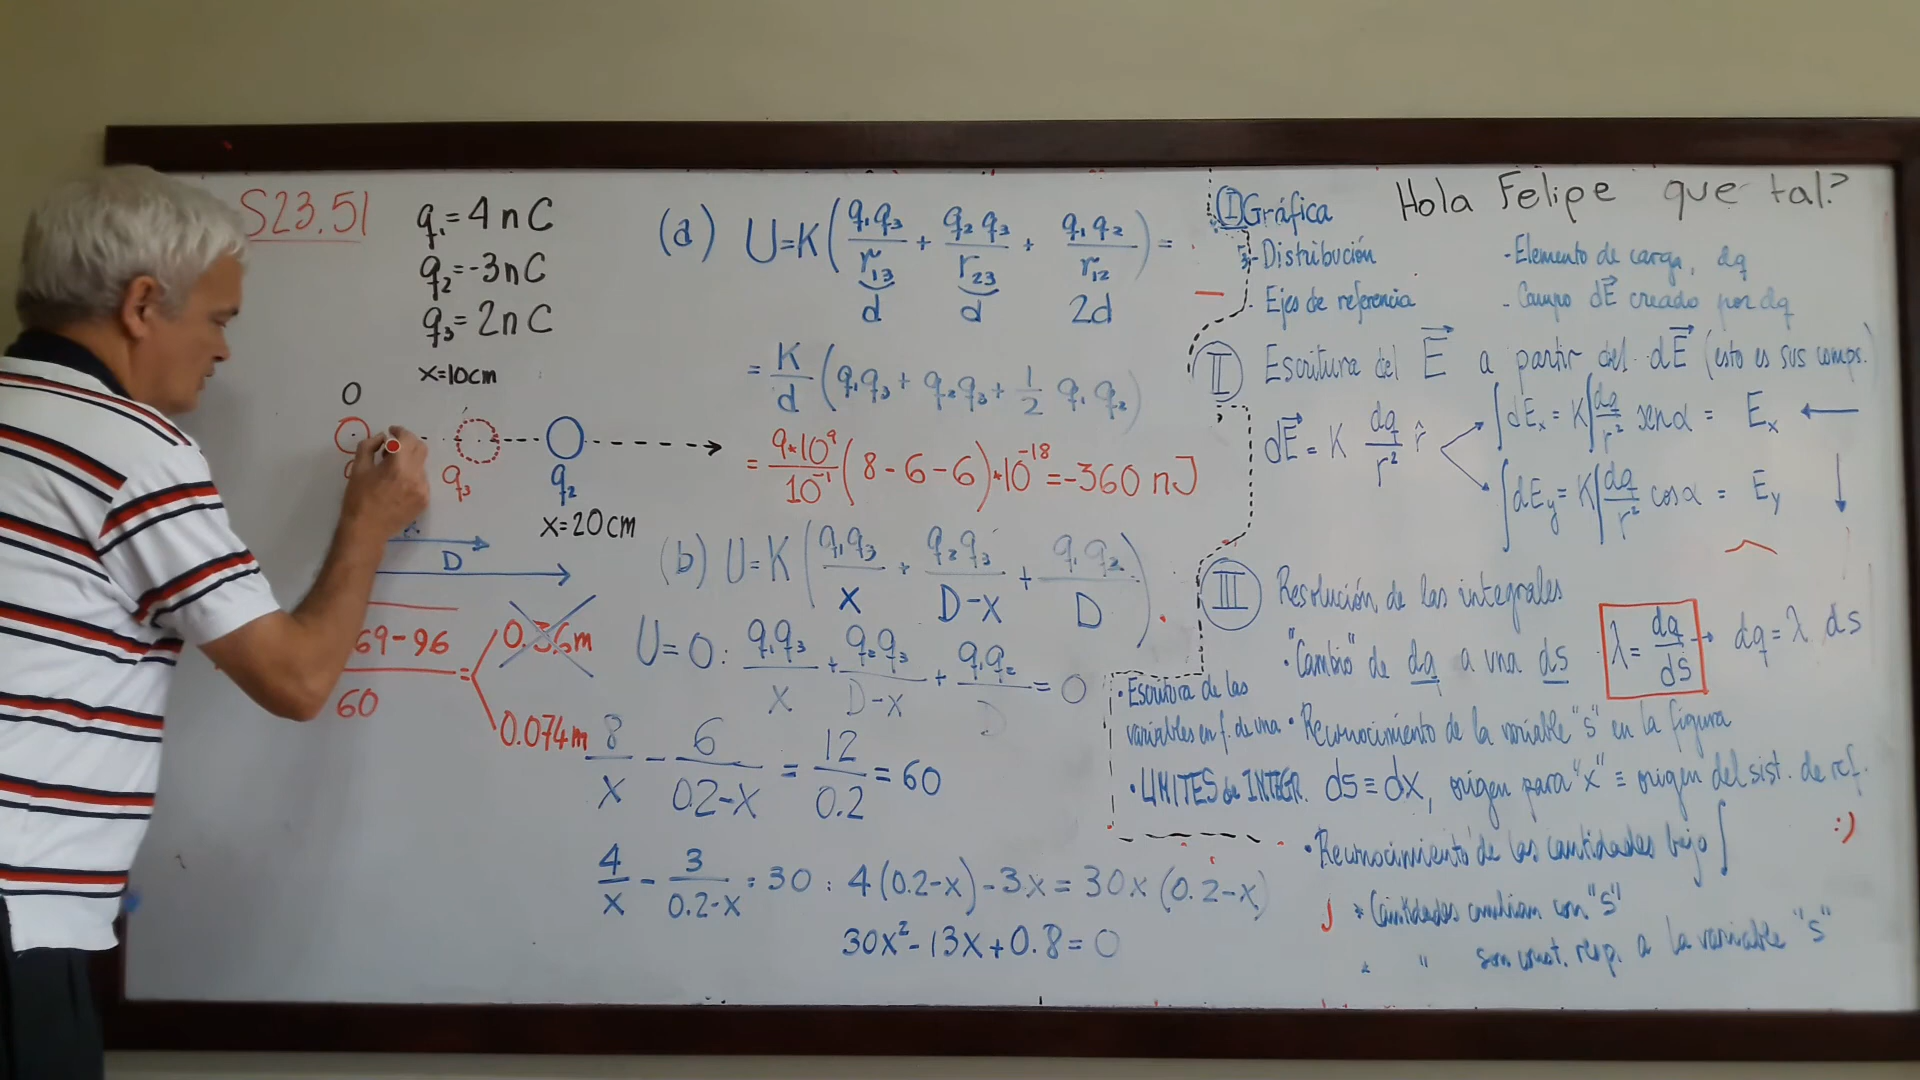 S23.51
q₁=4nC
q₂=-3nC
q₃=2nC
x=10cm
O
q₃
q₂
x=20cm
D
69-96
60
0.36m
0.074m
(a) U=K(q₁q₃/r₁₃ + q₂q₃/r₂₃ + q₁q₂/r₁₂) =
d d 2d
= K/d (q₁q₃ + q₂q₃ + 1/2 q₁q₂)
= 9*10⁹/10⁻¹ (8-6-6)*10⁻¹⁸ = -360 nJ
(b) U=K(q₁q₃/x + q₂q₃/D-x + q₁q₂/D)
U=0: q₁q₃/x + q₂q₃/D-x + q₁q₂/D = 0
8/x - 6/0.2-x = 12/0.2 = 60
4/x - 3/0.2-x = 30 : 4(0.2-x)-3x = 30x(0.2-x)
30x²-13x+0.8=0
Hola Felipe que tal?
I Gráfica
- Distribución
- Ejes de referencia
- Elemento de carga, dq
- Campo dE⃗ creado por dq
II Escritura del E⃗ a partir del dE⃗ (esto es sus comps.)
dE⃗ = K dq/r² r̂
∫dEₓ = K∫dq/r² senα = Eₓ
∫dEy = K∫dq/r² cosα = Ey
III Resolución de las integrales
• "Cambio" de dq a una ds
λ = dq/ds → dq = λ ds
• Escritura de las
variables en f. de una
• Reconocimiento de la variable "s" en la figura
• LIMITES de INTEGR. ds ≡ dx, origen para "x" ≡ origen del sist. de ref.
• Reconocimiento de las cantidades bajo ∫
:)
* Cantidades cambian con "s"
* " son const. resp. a la variable "s"